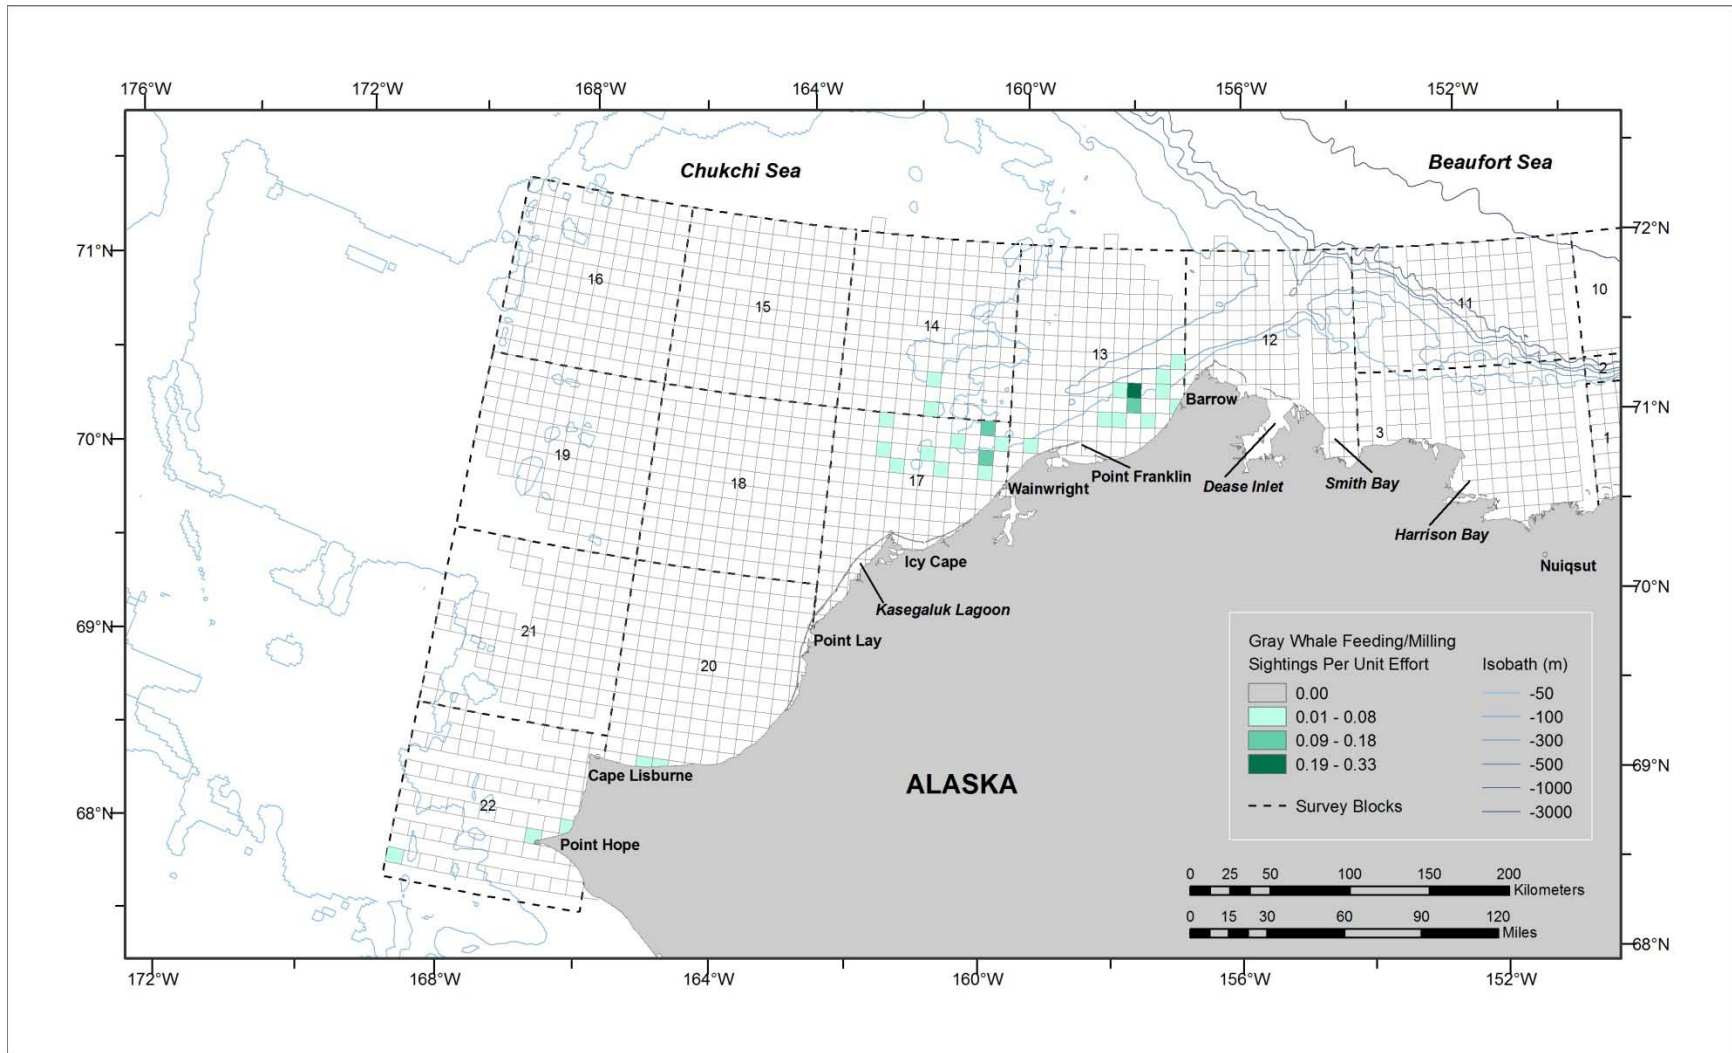 176°W 172°W 168°W 164°W 160°W 156°W 152°W
Chukchi Sea
Beaufort Sea
71°N
72°N
16
15
14
13
12
11
10
2
70°N
71°N
19
18
17
3
1
Barrow
Point Franklin
Wainwright
Dease Inlet
Smith Bay
Harrison Bay
Icy Cape
Nuiqsut
70°N
Kasegaluk Lagoon
69°N
21
20
Point Lay
Cape Lisburne
ALASKA
69°N
68°N
22
Point Hope
Gray Whale Feeding/Milling
Sightings Per Unit Effort
0.00
0.01 - 0.08
0.09 - 0.18
0.19 - 0.33
Survey Blocks
Isobath (m)
-50
-100
-300
-500
-1000
-3000
0 25 50 100 150 200
Kilometers
0 15 30 60 90 120
Miles
68°N
172°W 168°W 164°W 160°W 156°W 152°W